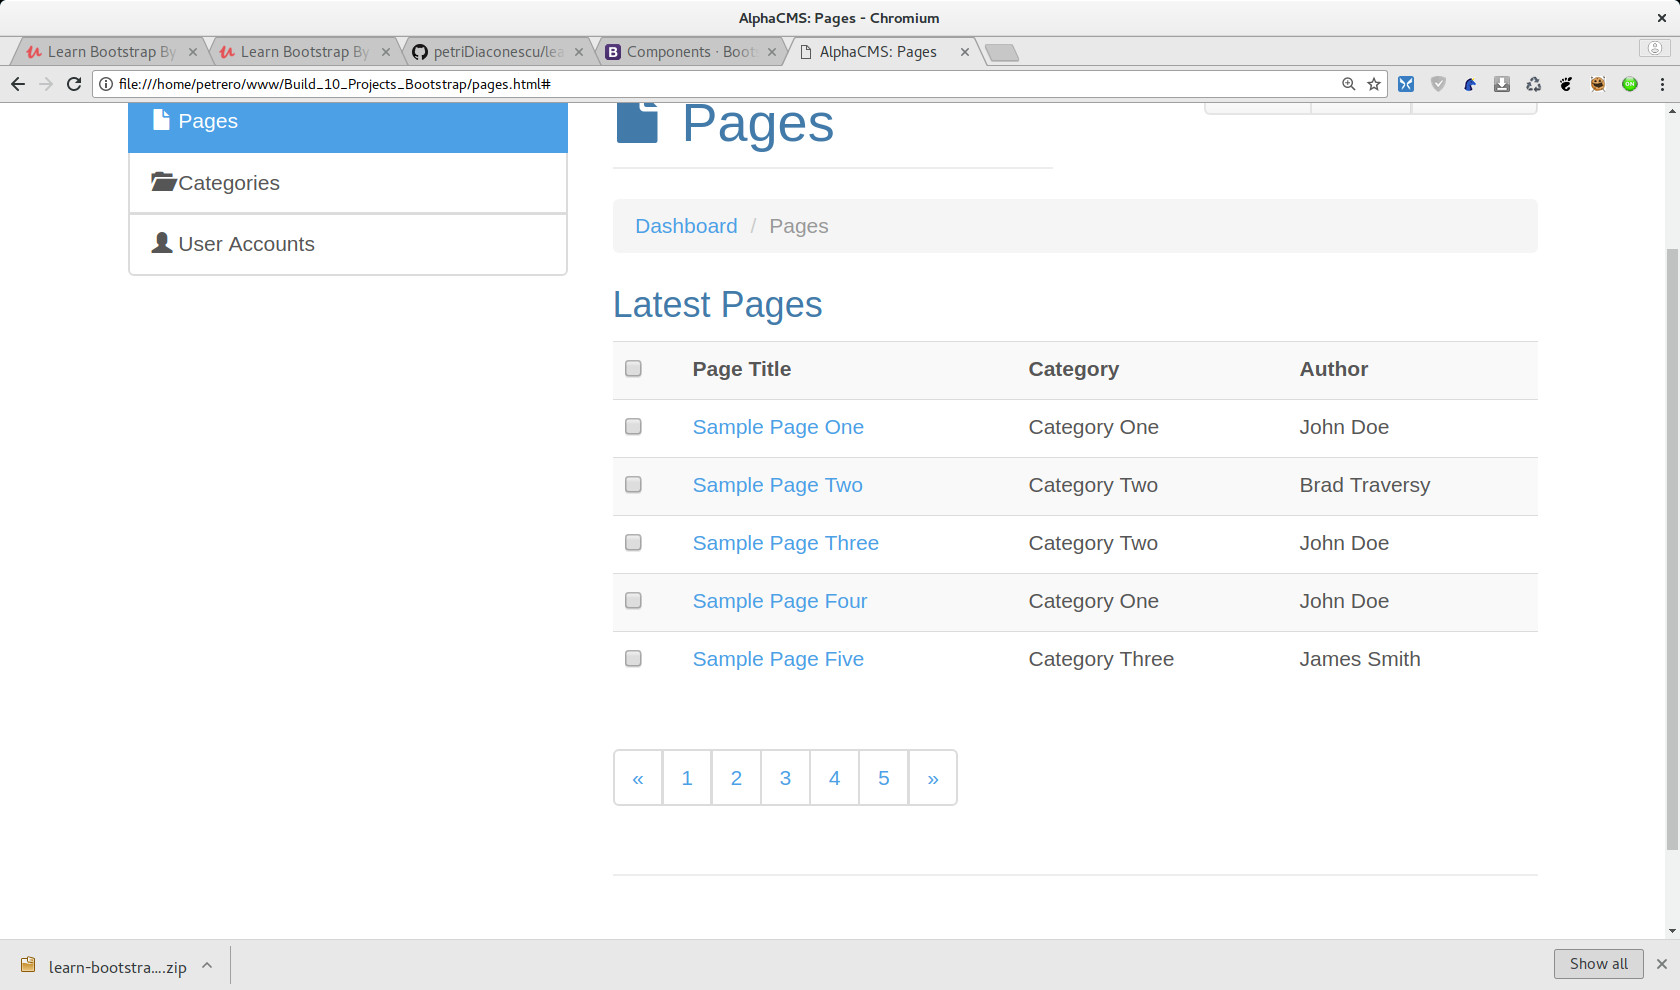 AlphaCMS: Pages - Chromium
Learn Bootstrap By
Learn Bootstrap By
petriDiaconescu/lea
Components · Boots
AlphaCMS: Pages
file:///home/petrero/www/Build_10_Projects_Bootstrap/pages.html#
Pages
Categories
User Accounts
Pages
Dashboard / Pages
Latest Pages
Page Title Category Author
Sample Page One Category One John Doe
Sample Page Two Category Two Brad Traversy
Sample Page Three Category Two John Doe
Sample Page Four Category One John Doe
Sample Page Five Category Three James Smith
« 1 2 3 4 5 »
learn-bootstra....zip
Show all